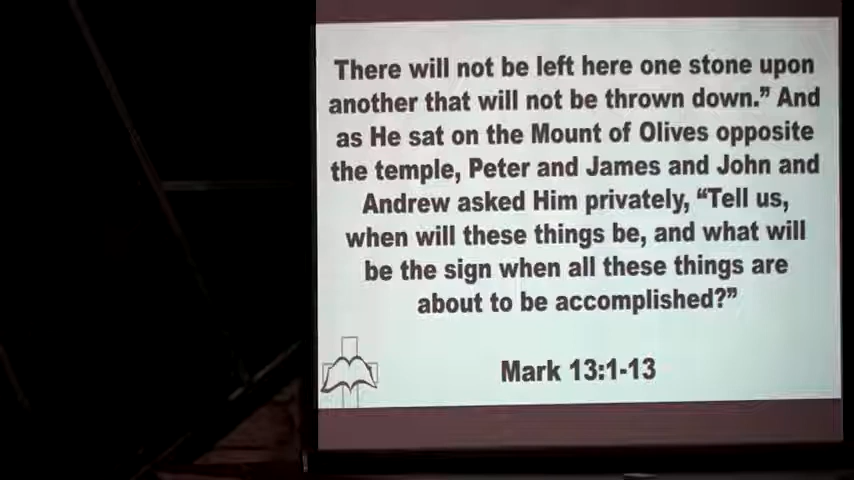 There will not be left here one stone upon
another that will not be thrown down.” And
as He sat on the Mount of Olives opposite
the temple, Peter and James and John and
Andrew asked Him privately, “Tell us,
when will these things be, and what will
be the sign when all these things are
about to be accomplished?”
Mark 13:1-13